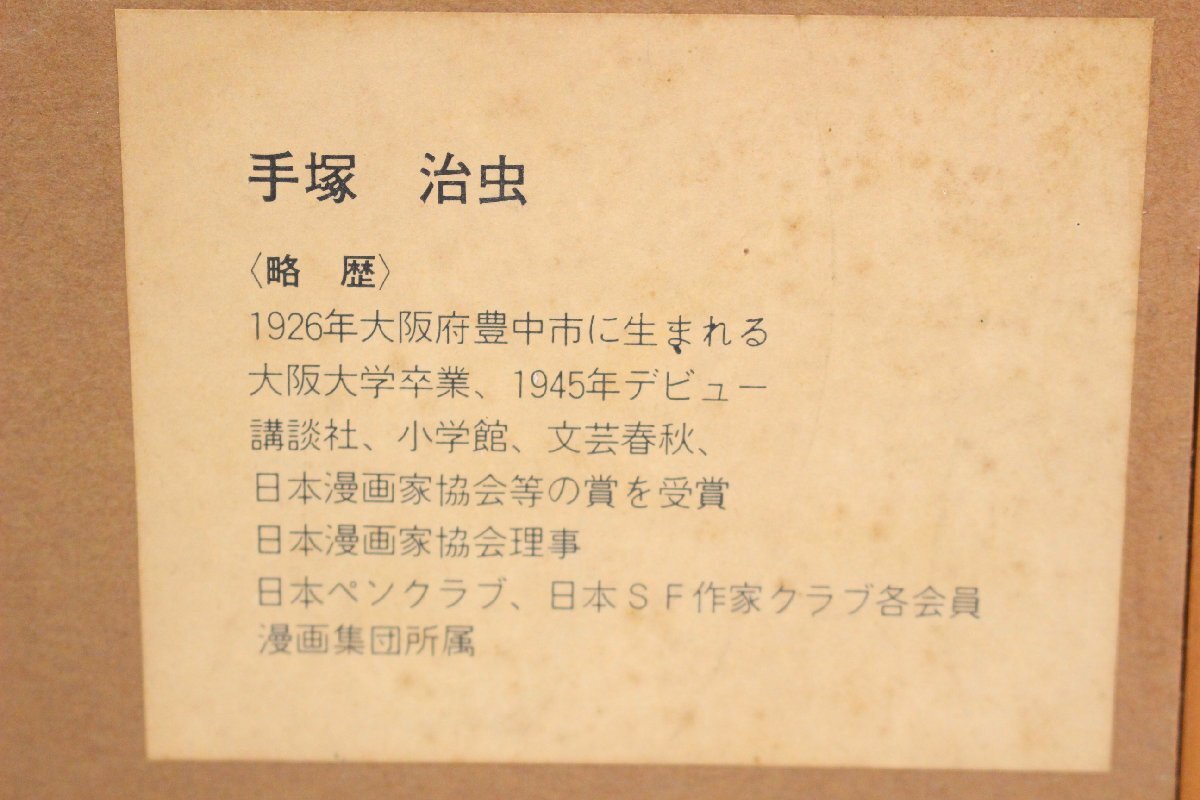 手塚　治虫
〈略　歴〉
1926年大阪府豊中市に生まれる
大阪大学卒業、1945年デビュー
講談社、小学館、文芸春秋、
日本漫画家協会等の賞を受賞
日本漫画家協会理事
日本ペンクラブ、日本ＳＦ作家クラブ各会員
漫画集団所属